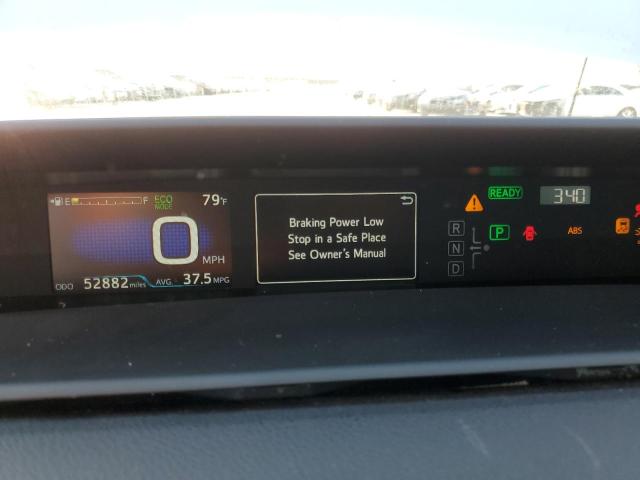 E F ECO MODE 79°F
0 MPH
ODO 52882 miles AVG. 37.5 MPG
Braking Power Low
Stop in a Safe Place
See Owner's Manual
READY 340
R
N P ABS
D